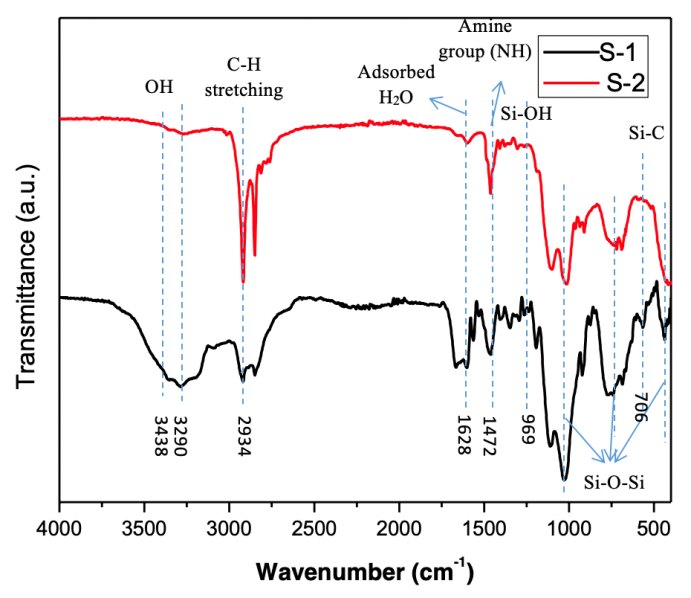 Amine
group (NH)
S-1
S-2
C-H
stretching
OH
Adsorbed
H₂O
Si-OH
Si-C
Transmittance (a.u.)
3438
3290
2934
1628
1472
969
706
Si-O-Si
4000 3500 3000 2500 2000 1500 1000 500
Wavenumber (cm⁻¹)